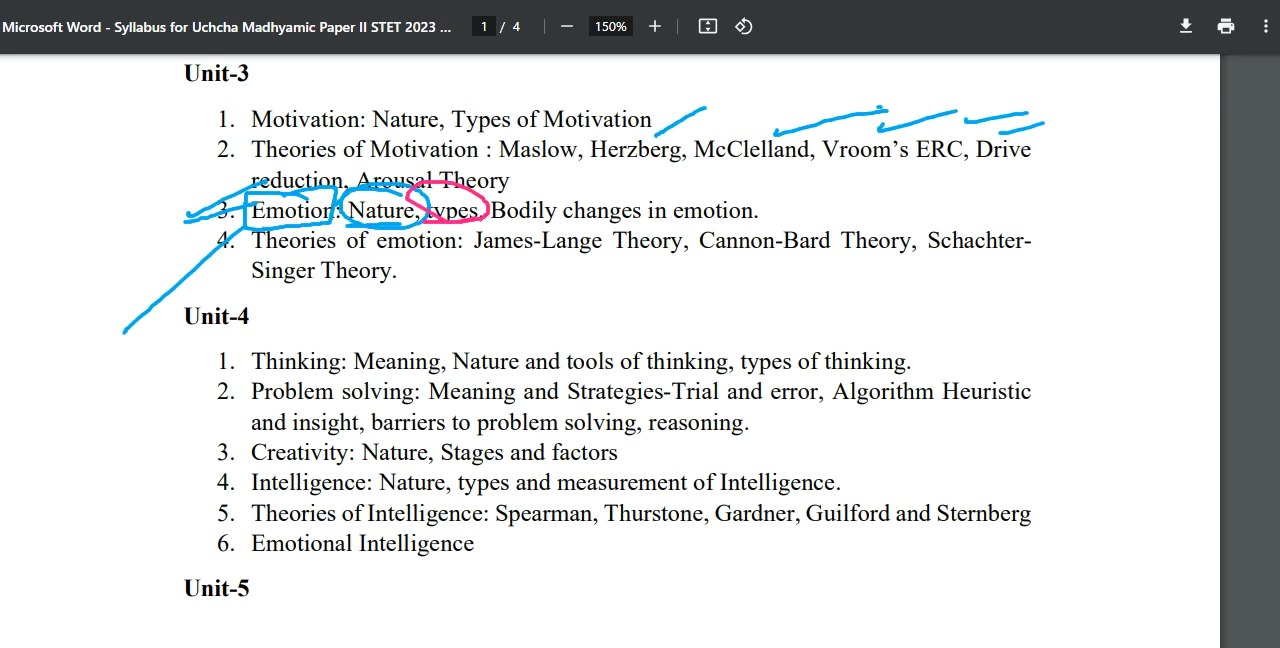 Microsoft Word - Syllabus for Uchcha Madhyamic Paper II STET 2023 ...
1 / 4
150%
Unit-3
1. Motivation: Nature, Types of Motivation
2. Theories of Motivation : Maslow, Herzberg, McClelland, Vroom's ERC, Drive
reduction, Arousal Theory
3. Emotion: Nature, types, Bodily changes in emotion.
4. Theories of emotion: James-Lange Theory, Cannon-Bard Theory, Schachter-
Singer Theory.
Unit-4
1. Thinking: Meaning, Nature and tools of thinking, types of thinking.
2. Problem solving: Meaning and Strategies-Trial and error, Algorithm Heuristic
and insight, barriers to problem solving, reasoning.
3. Creativity: Nature, Stages and factors
4. Intelligence: Nature, types and measurement of Intelligence.
5. Theories of Intelligence: Spearman, Thurstone, Gardner, Guilford and Sternberg
6. Emotional Intelligence
Unit-5